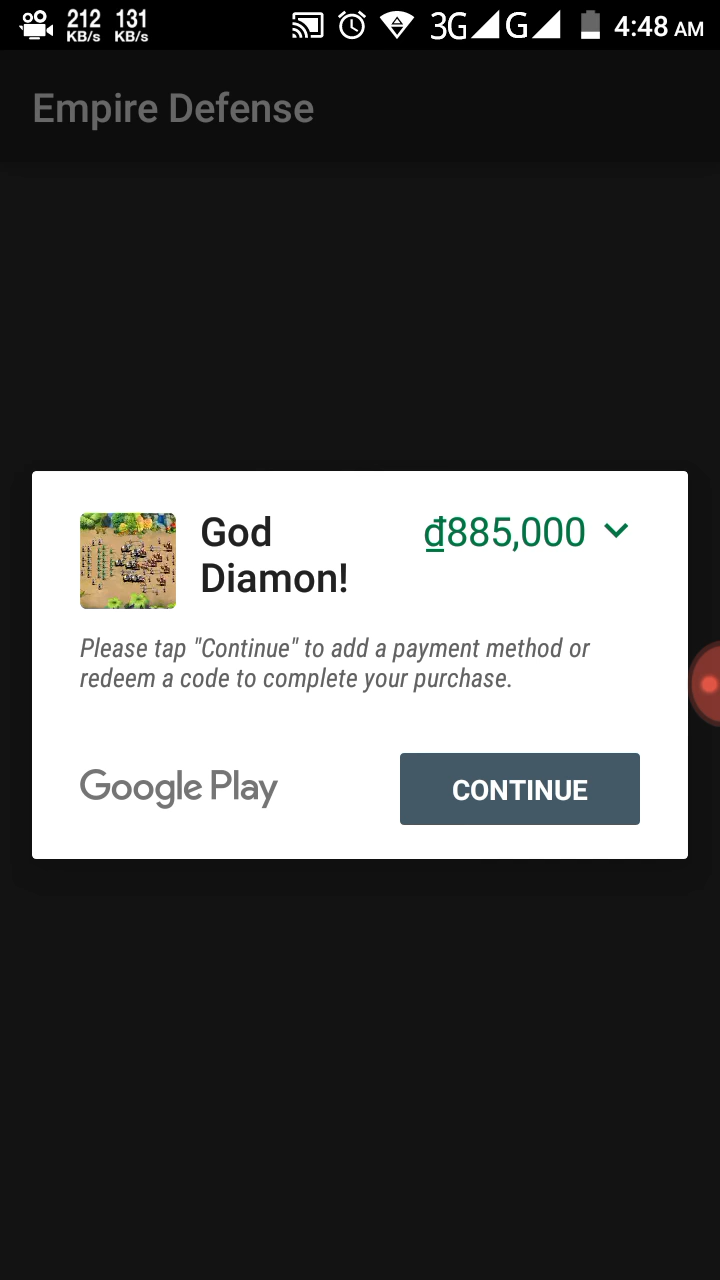 212 131 3G G 4:48 AM
KB/s KB/s
Empire Defense
God ₫885,000
Diamon!
Please tap "Continue" to add a payment method or
redeem a code to complete your purchase.
Google Play CONTINUE